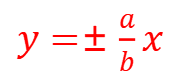 y = ± a/b x